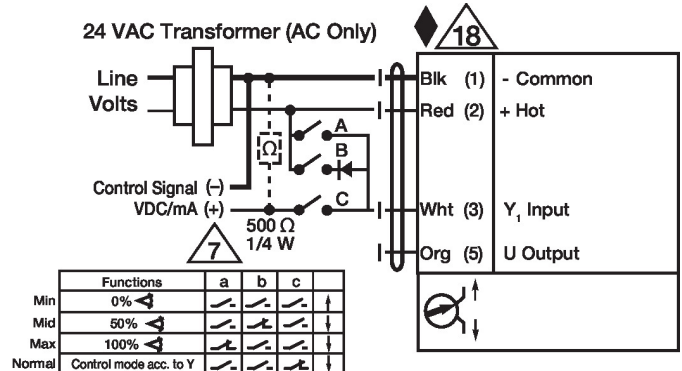 24 VAC Transformer (AC Only)
18
Line
Volts
Blk (1) - Common
Red (2) + Hot
A
Ω
B
Control Signal (–)
VDC/mA (+)
C
Wht (3) Y1 Input
500 Ω
1/4 W
7
Org (5) U Output
Functions a b c
Min 0%
Mid 50%
Max 100%
Normal Control mode acc. to Y